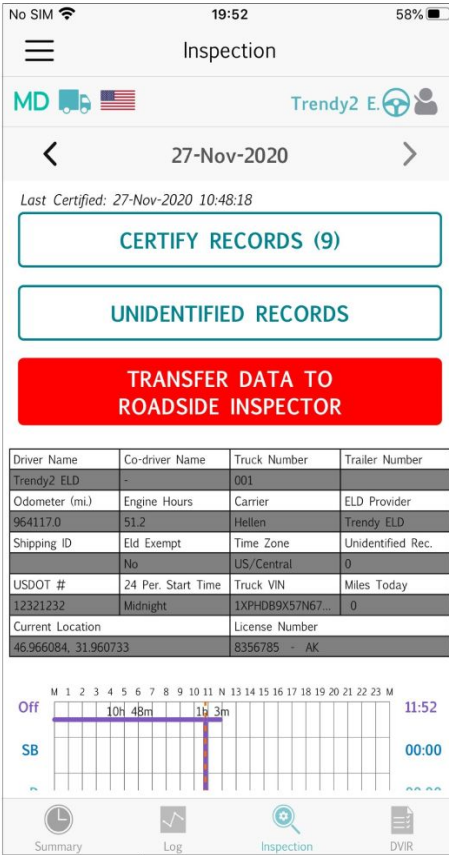 No SIM 19:52 58%
Inspection
MD Trendy2 E.
27-Nov-2020
Last Certified: 27-Nov-2020 10:48:18
CERTIFY RECORDS (9)
UNIDENTIFIED RECORDS
TRANSFER DATA TO
ROADSIDE INSPECTOR
Driver Name Co-driver Name Truck Number Trailer Number
Trendy2 ELD - 001
Odometer (mi.) Engine Hours Carrier ELD Provider
964117.0 51.2 Hellen Trendy ELD
Shipping ID Eld Exempt Time Zone Unidentified Rec.
No US/Central 0
USDOT # 24 Per. Start Time Truck VIN Miles Today
12321232 Midnight 1XPHDB9X57N67... 0
Current Location License Number
46.966084, 31.960733 8356785 - AK
M 1 2 3 4 5 6 7 8 9 10 11 N 13 14 15 16 17 18 19 20 21 22 23 M
Off 10h 48m 1h 3m 11:52
SB 00:00
Summary Log Inspection DVIR